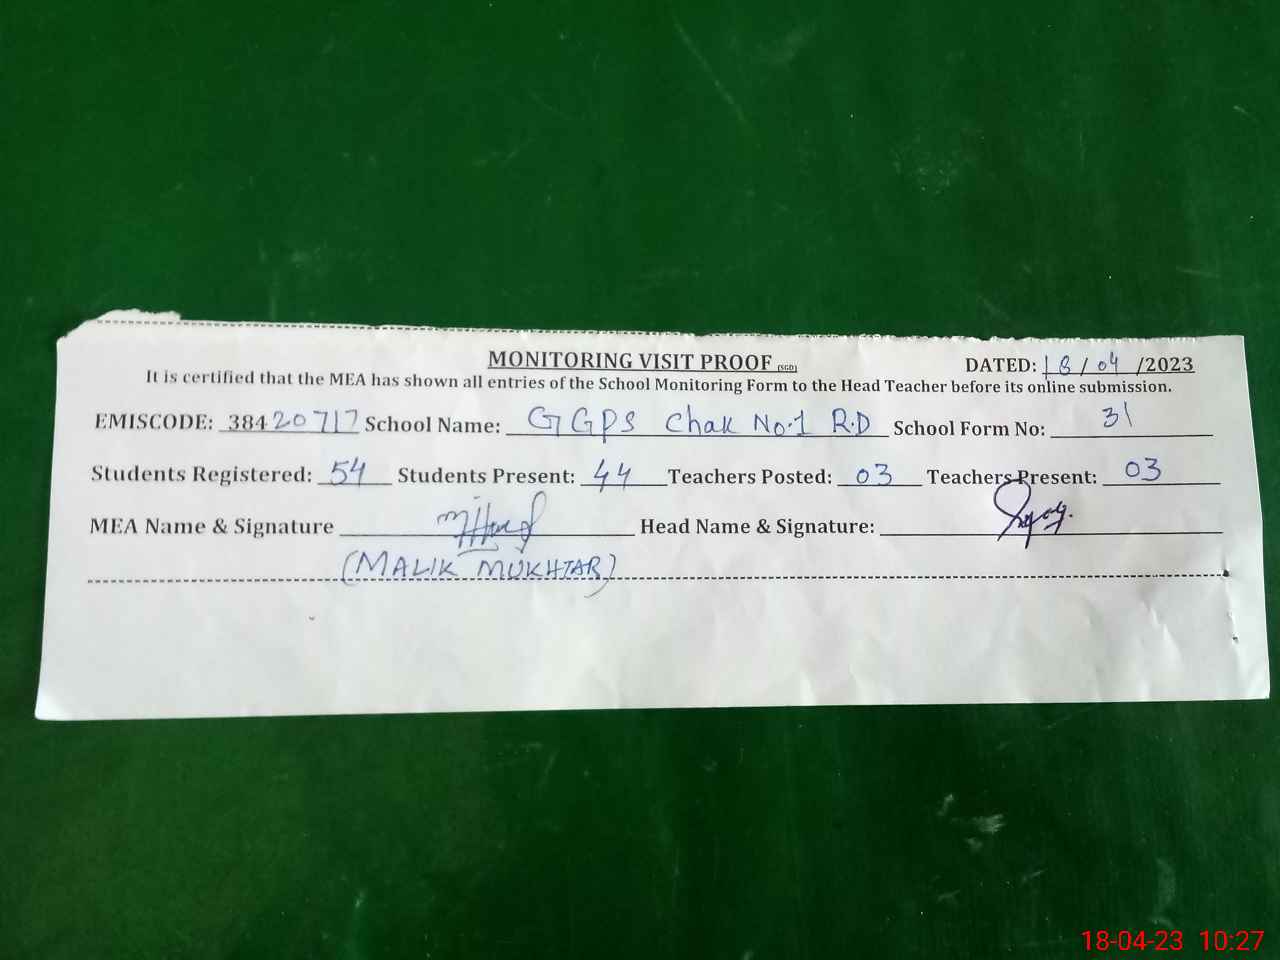 MONITORING VISIT PROOF (SGD) DATED: 18/04/2023
It is certified that the MEA has shown all entries of the School Monitoring Form to the Head Teacher before its online submission.
EMISCODE: 38420717 School Name: GGPS Chak No.1 R.D School Form No: 31
Students Registered: 54 Students Present: 44 Teachers Posted: 03 Teachers Present: 03
MEA Name & Signature Head Name & Signature:
(MALIK MUKHTAR)
18-04-23 10:27